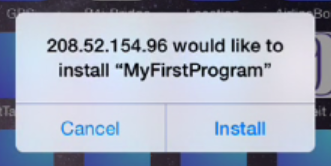 208.52.154.96 would like to
install “MyFirstProgram”
Cancel
Install